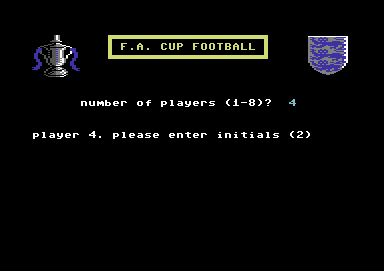 F.A. CUP FOOTBALL
number of players (1-8)? 4
player 4. please enter initials (2)